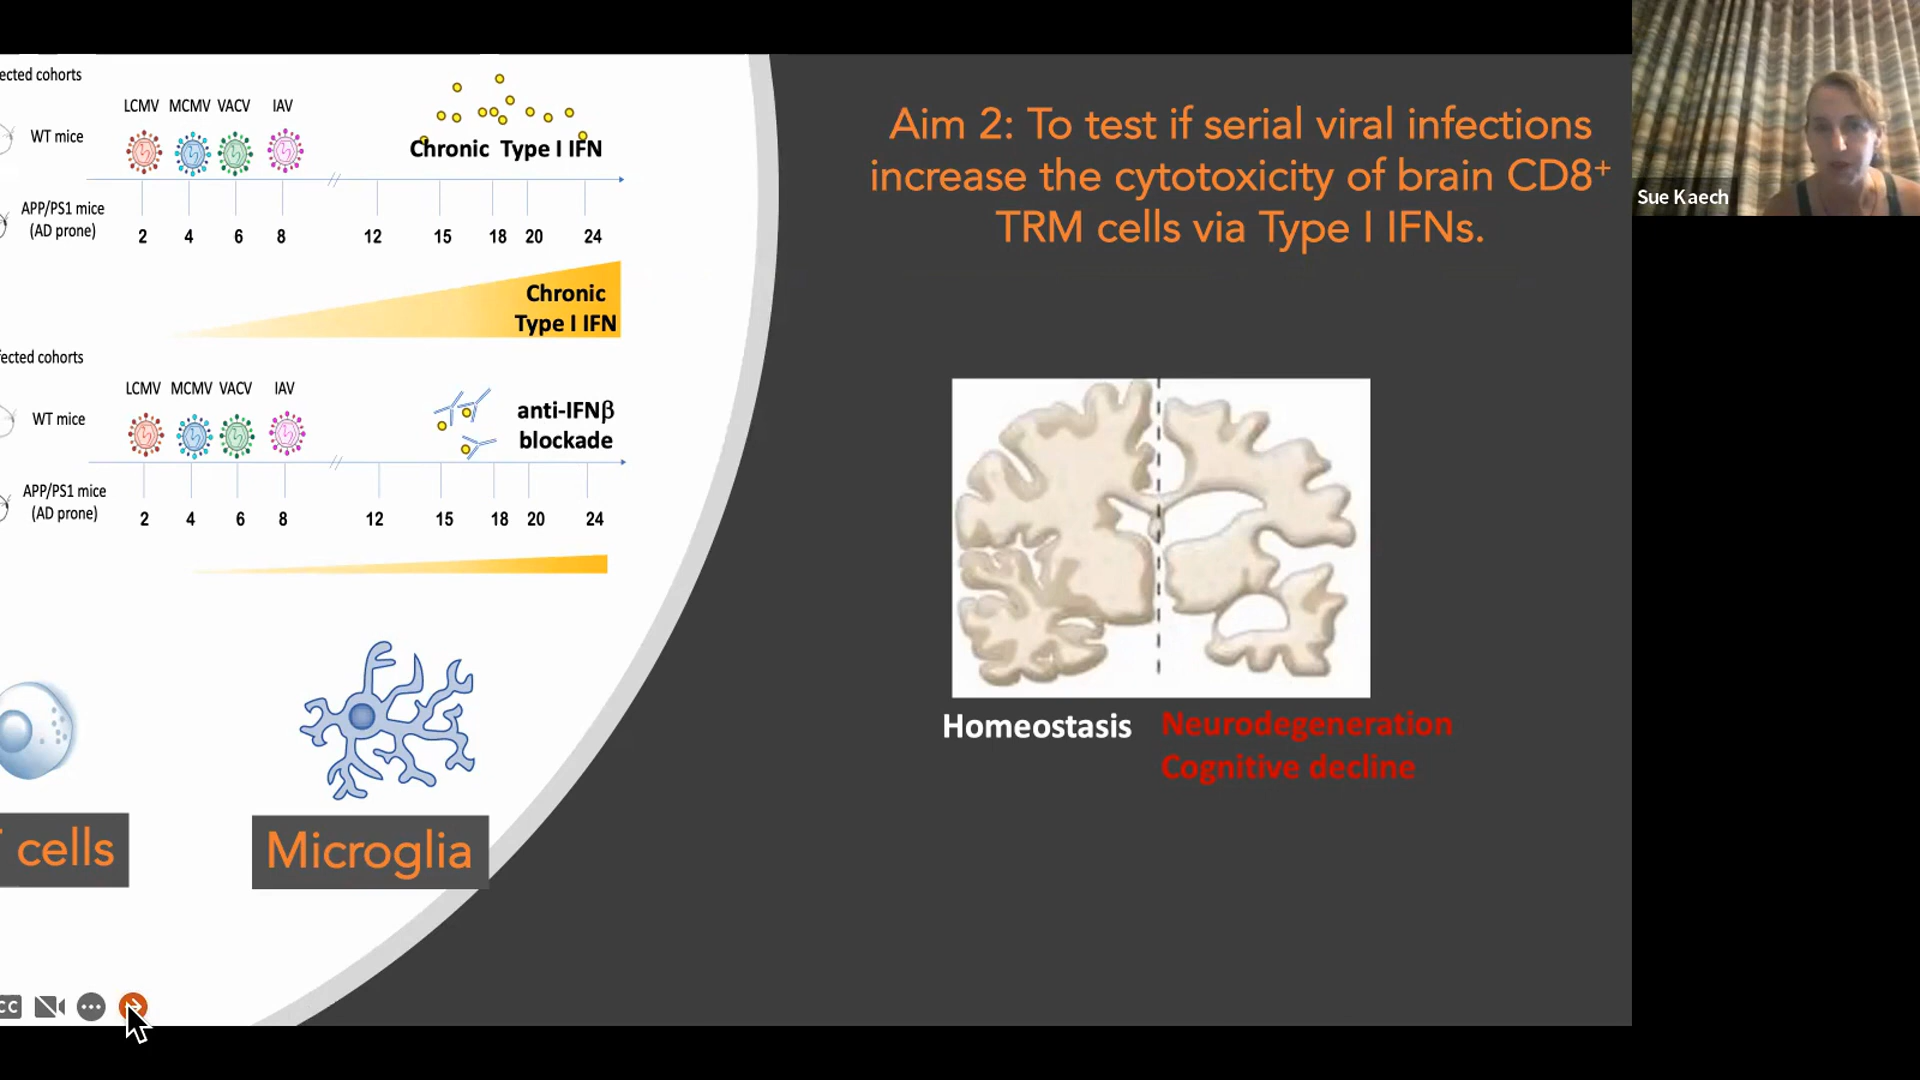 ected cohorts
LCMV MCMV VACV IAV
WT mice
Chronic Type I IFN
APP/PS1 mice
(AD prone)
2 4 6 8 12 15 18 20 24
Chronic
Type I IFN
ected cohorts
LCMV MCMV VACV IAV
WT mice
anti-IFNβ
blockade
APP/PS1 mice
(AD prone)
2 4 6 8 12 15 18 20 24
cells
Microglia
CC
Aim 2: To test if serial viral infections
increase the cytotoxicity of brain CD8⁺
TRM cells via Type I IFNs.
Homeostasis
Neurodegeneration
Cognitive decline
Sue Kaech